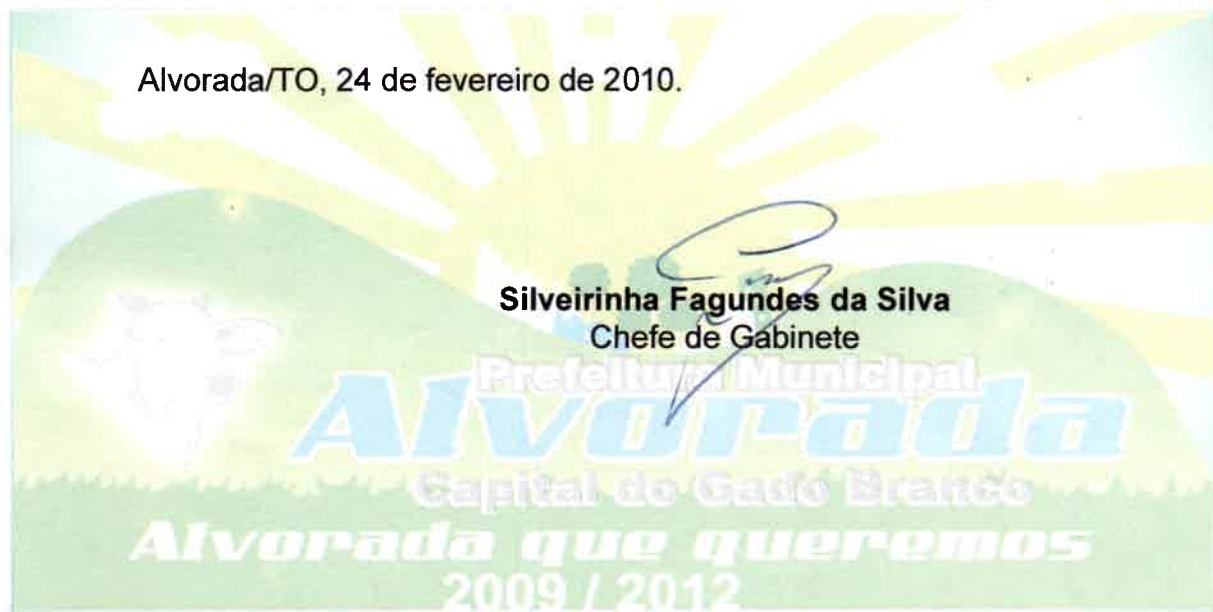 Alvorada/TO, 24 de fevereiro de 2010.
Silveirinha Fagundes da Silva
Chefe de Gabinete
Prefeitura Municipal
Alvorada
Capital do Gado Branco
Alvorada que queremos
2009 / 2012